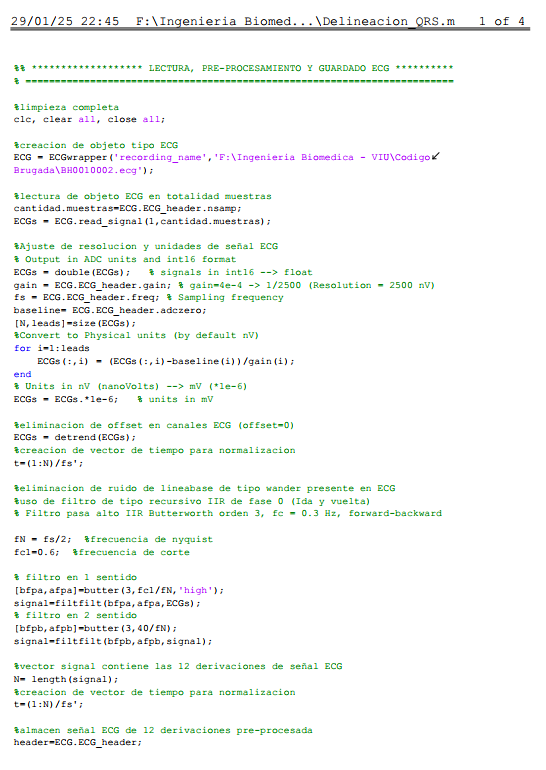 29/01/25 22:45 F:\Ingenieria Biomed...\Delineacion_QRS.m 1 of 4
%% ******************* LECTURA, PRE-PROCESAMIENTO Y GUARDADO ECG **********
% =========================================================================
%limpieza completa
clc, clear all, close all;
%creacion de objeto tipo ECG
ECG = ECGwrapper('recording_name','F:\Ingenieria Biomedica - VIU\Codigo↙
Brugada\BH0010002.ecg');
%lectura de objeto ECG en totalidad muestras
cantidad.muestras=ECG.ECG_header.nsamp;
ECGs = ECG.read_signal(1,cantidad.muestras);
%Ajuste de resolucion y unidades de señal ECG
% Output in ADC units and int16 format
ECGs = double(ECGs);   % signals in int16 --> float
gain = ECG.ECG_header.gain; % gain=4e-4 -> 1/2500 (Resolution = 2500 nV)
fs = ECG.ECG_header.freq; % Sampling frequency
baseline= ECG.ECG_header.adczero;
[N,leads]=size(ECGs);
%Convert to Physical units (by default nV)
for i=1:leads
    ECGs(:,i) = (ECGs(:,i)-baseline(i))/gain(i);
end
% Units in nV (nanoVolts) --> mV (*1e-6)
ECGs = ECGs.*1e-6;   % units in mV
%eliminacion de offset en canales ECG (offset=0)
ECGs = detrend(ECGs);
%creacion de vector de tiempo para normalizacion
t=(1:N)/fs';
%eliminacion de ruido de lineabase de tipo wander presente en ECG
%uso de filtro de tipo recursivo IIR de fase 0 (Ida y vuelta)
% Filtro pasa alto IIR Butterworth orden 3, fc = 0.3 Hz, forward-backward
fN = fs/2;  %frecuencia de nyquist
fc1=0.6;  %frecuencia de corte
% filtro en 1 sentido
[bfpa,afpa]=butter(3,fc1/fN,'high');
signal=filtfilt(bfpa,afpa,ECGs);
% filtro en 2 sentido
[bfpb,afpb]=butter(3,40/fN);
signal=filtfilt(bfpb,afpb,signal);
%vector signal contiene las 12 derivaciones de señal ECG
N= length(signal);
%creacion de vector de tiempo para normalizacion
t=(1:N)/fs';
%almacen señal ECG de 12 derivaciones pre-procesada
header=ECG.ECG_header;